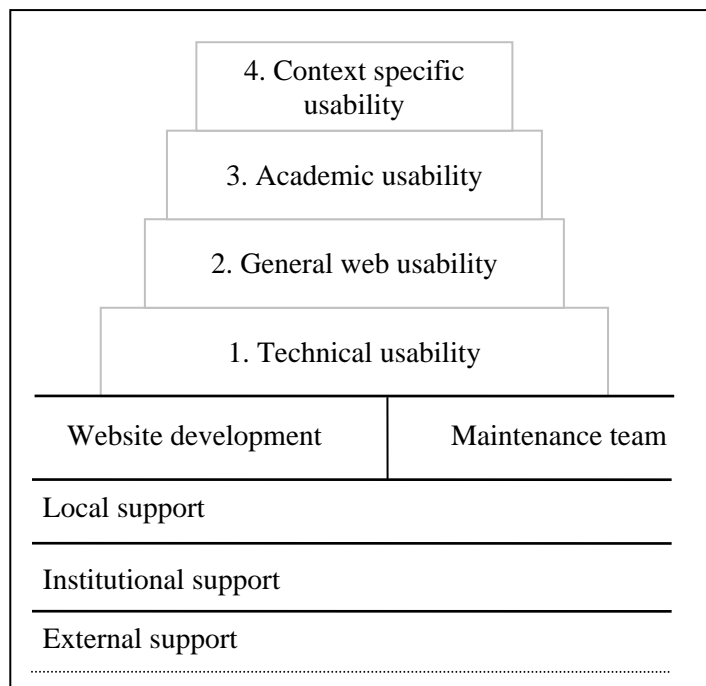 4. Context specific
usability
3. Academic usability
2. General web usability
1. Technical usability
Website development
Maintenance team
Local support
Institutional support
External support